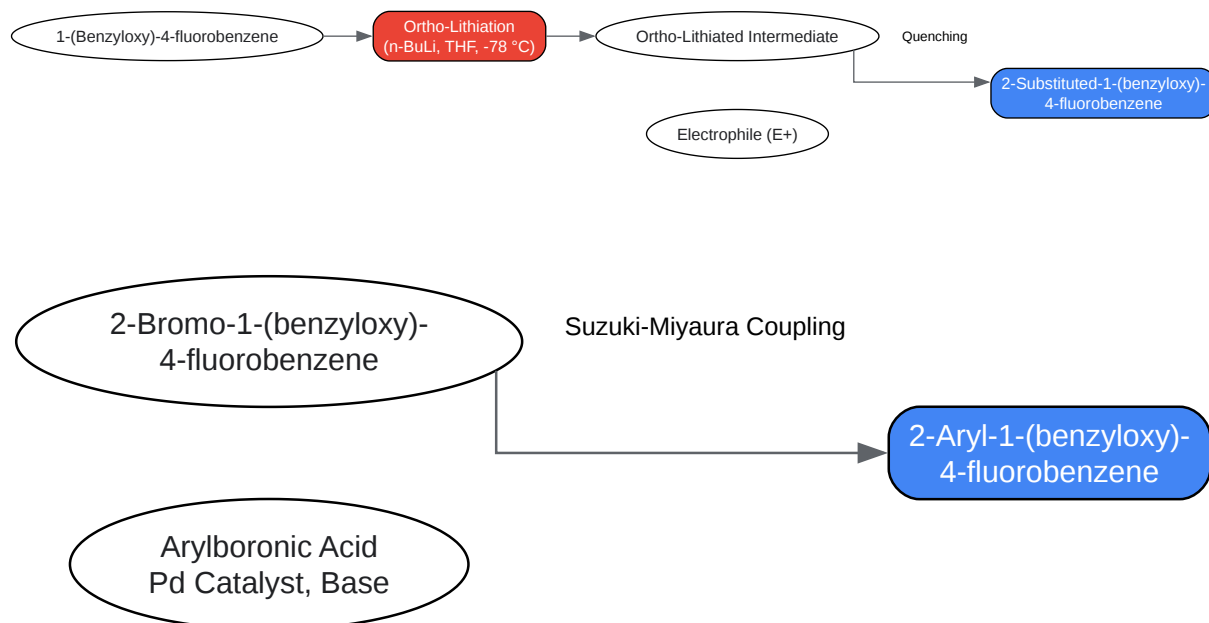 1-(Benzyloxy)-4-fluorobenzene
Ortho-Lithiation
(n-BuLi, THF, -78 °C)
Ortho-Lithiated Intermediate
Quenching
2-Substituted-1-(benzyloxy)-
4-fluorobenzene
Electrophile (E+)
2-Bromo-1-(benzyloxy)-
4-fluorobenzene
Suzuki-Miyaura Coupling
2-Aryl-1-(benzyloxy)-
4-fluorobenzene
Arylboronic Acid
Pd Catalyst, Base